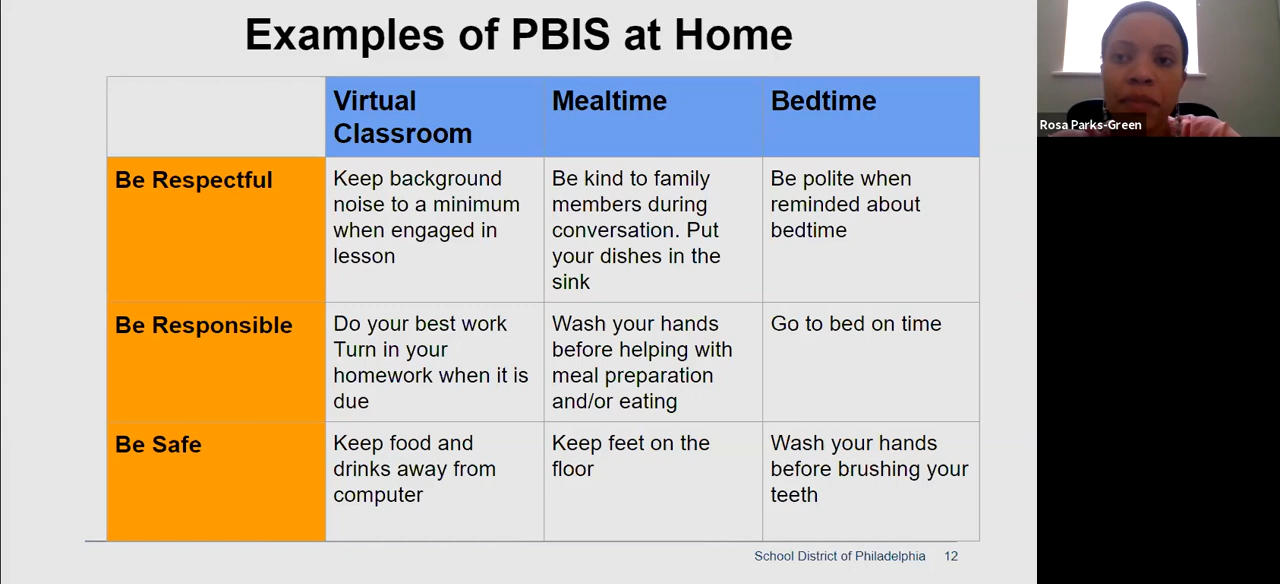 Examples of PBIS at Home
Virtual
Classroom
Mealtime
Bedtime
Be Respectful
Keep background
noise to a minimum
when engaged in
lesson
Be kind to family
members during
conversation. Put
your dishes in the
sink
Be polite when
reminded about
bedtime
Be Responsible
Do your best work
Turn in your
homework when it is
due
Wash your hands
before helping with
meal preparation
and/or eating
Go to bed on time
Be Safe
Keep food and
drinks away from
computer
Keep feet on the
floor
Wash your hands
before brushing your
teeth
School District of Philadelphia 12
Rosa Parks-Green